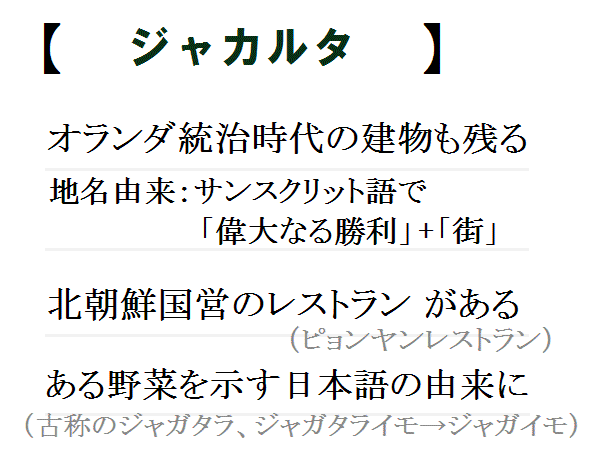 【 ジャカルタ 】
オランダ統治時代の建物も残る
地名由来：サンスクリット語で
「偉大なる勝利」+「街」
北朝鮮国営のレストラン がある
（ピョンヤンレストラン）
ある野菜を示す日本語の由来に
（古称のジャガタラ、ジャガタライモ→ジャガイモ）